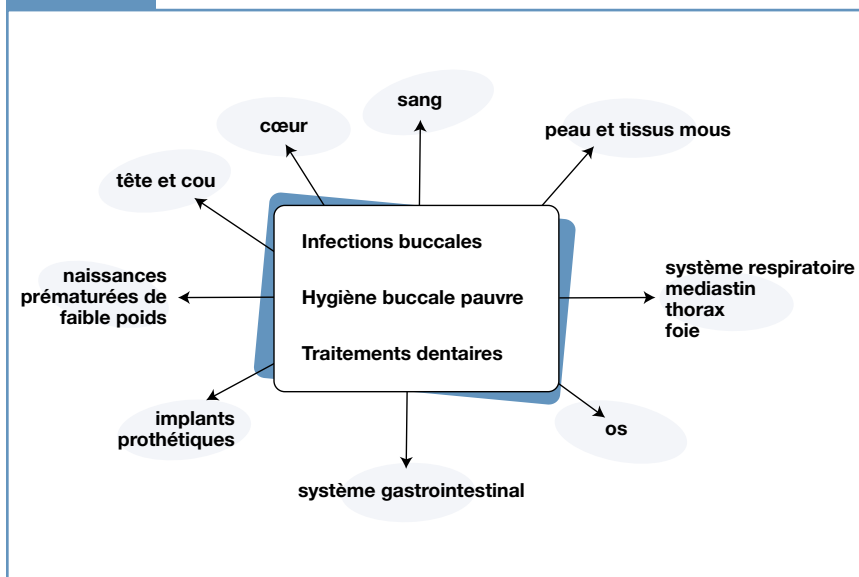 sang
cœur
peau et tissus mous
tête et cou
Infections buccales
naissances
prématurées de
faible poids
Hygiène buccale pauvre
système respiratoire
mediastin
thorax
foie
Traitements dentaires
implants
prothétiques
os
système gastrointestinal